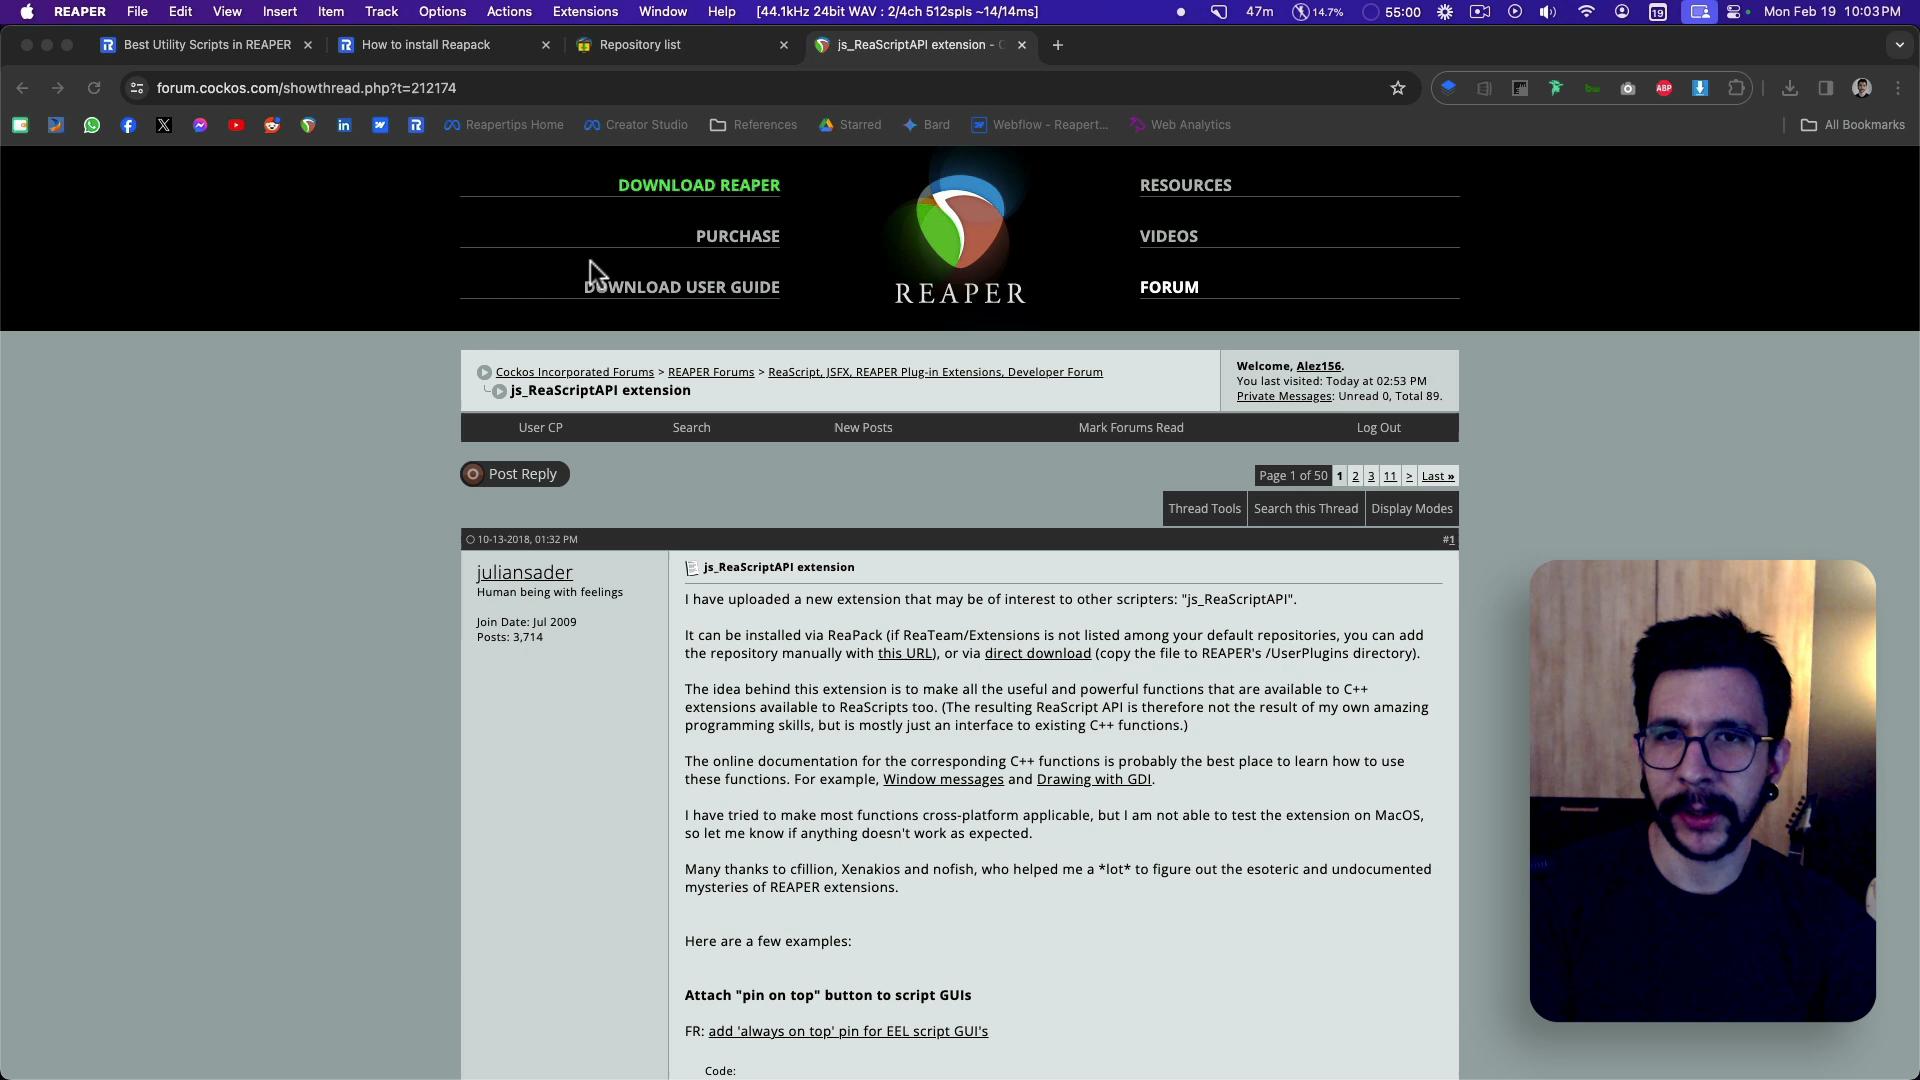 REAPER File Edit View Insert Item Track Options Actions Extensions Window Help [44.1kHz 24bit WAV : 2/4ch 512spls ~14/14ms] 47m 14.7% 55:00 19 Mon Feb 19 10:03 PM
Best Utility Scripts in REAPER How to install Reapack Repository list js_ReaScriptAPI extension - C
forum.cockos.com/showthread.php?t=212174 ABP
Reapertips Home Creator Studio References Starred Bard Webflow - Reapert... Web Analytics All Bookmarks
DOWNLOAD REAPER
PURCHASE
DOWNLOAD USER GUIDE
REAPER
RESOURCES
VIDEOS
FORUM
Cockos Incorporated Forums > REAPER Forums > ReaScript, JSFX, REAPER Plug-in Extensions, Developer Forum
js_ReaScriptAPI extension
Welcome, Alez156.
You last visited: Today at 02:53 PM
Private Messages: Unread 0, Total 89.
User CP Search New Posts Mark Forums Read Log Out
Post Reply
Page 1 of 50 1 2 3 11 > Last »
Thread Tools Search this Thread Display Modes
10-13-2018, 01:32 PM #1
juliansader
Human being with feelings
Join Date: Jul 2009
Posts: 3,714
js_ReaScriptAPI extension
I have uploaded a new extension that may be of interest to other scripters: "js_ReaScriptAPI".
It can be installed via ReaPack (if ReaTeam/Extensions is not listed among your default repositories, you can add
the repository manually with this URL), or via direct download (copy the file to REAPER's /UserPlugins directory).
The idea behind this extension is to make all the useful and powerful functions that are available to C++
extensions available to ReaScripts too. (The resulting ReaScript API is therefore not the result of my own amazing
programming skills, but is mostly just an interface to existing C++ functions.)
The online documentation for the corresponding C++ functions is probably the best place to learn how to use
these functions. For example, Window messages and Drawing with GDI.
I have tried to make most functions cross-platform applicable, but I am not able to test the extension on MacOS,
so let me know if anything doesn't work as expected.
Many thanks to cfillion, Xenakios and nofish, who helped me a *lot* to figure out the esoteric and undocumented
mysteries of REAPER extensions.
Here are a few examples:
Attach "pin on top" button to script GUIs
FR: add 'always on top' pin for EEL script GUI's
Code: